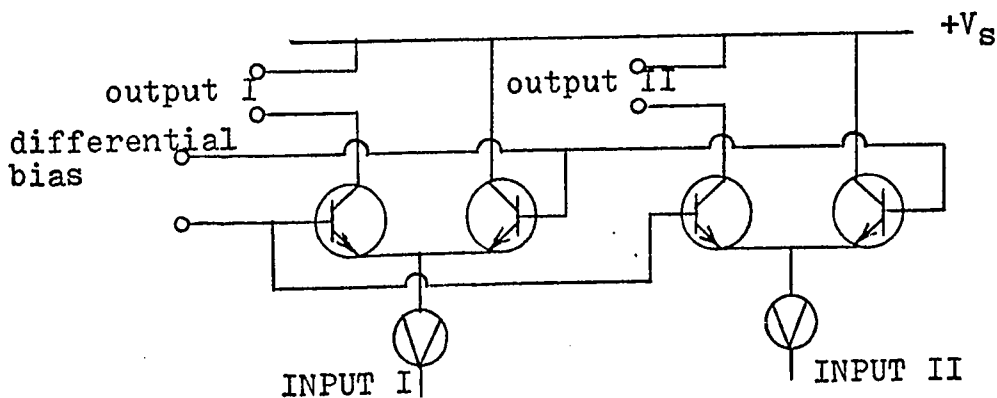 +Vs
output I
output II
differential
bias
INPUT I
INPUT II